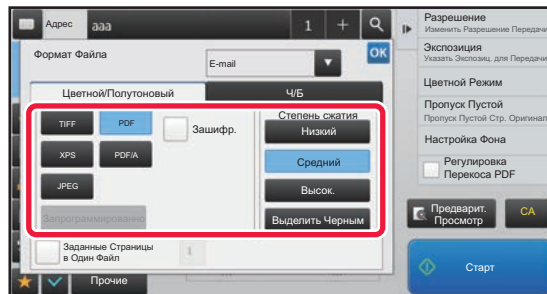 Адрес
aaa
1
Разрешение
Изменить Разрешение Передачи
Формат Файла
E-mail
OK
Экспозиция
Указать Экспозиц. для Передачи
Цветной/Полутоновый
Ч/Б
Цветной Режим
Степень сжатия
TIFF
PDF
Зашифр.
Низкий
Пропуск Пустой
Пропуск Пустой Стр. Оригинал
XPS
PDF/A
Средний
Настройка Фона
JPEG
Высок.
Регулировка
Перекоса PDF
Запрограммированно
Выделить Черным
Предварит.
Просмотр
CA
Заданные Страницы
в Один Файл
1
Прочие
Старт